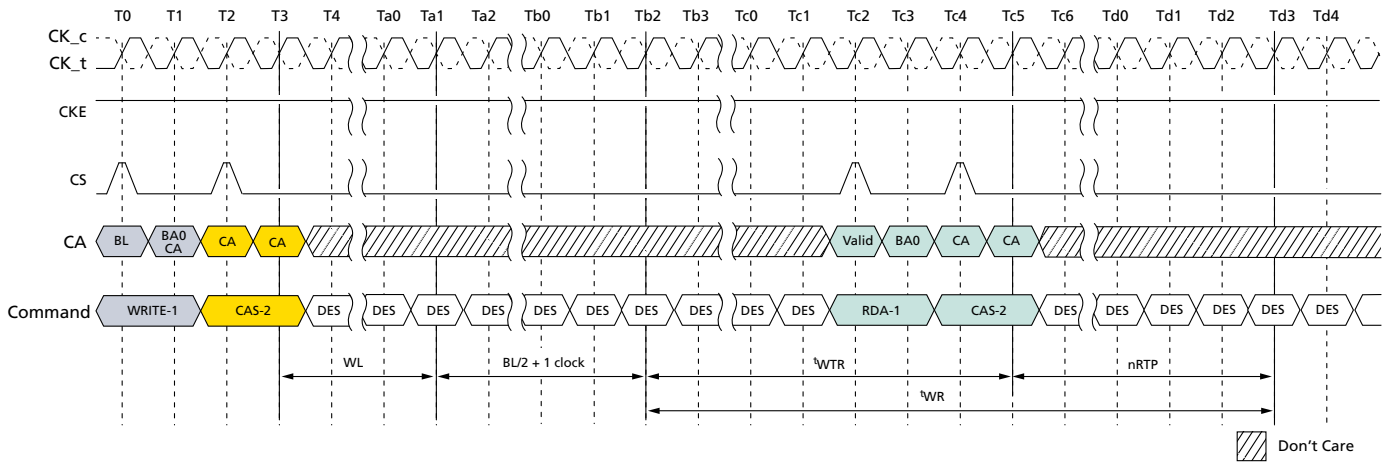 T0 T1 T2 T3 T4 Ta0 Ta1 Ta2 Tb0 Tb1 Tb2 Tb3 Tc0 Tc1 Tc2 Tc3 Tc4 Tc5 Tc6 Td0 Td1 Td2 Td3 Td4
CK_c
CK_t
CKE
CS
CA BL BA0 CA CA CA Valid BA0 CA CA
Command WRITE-1 CAS-2 DES DES DES DES DES DES DES DES DES DES RDA-1 CAS-2 DES DES DES DES DES DES
WL BL/2 + 1 clock tWTR nRTP
tWR
Don't Care